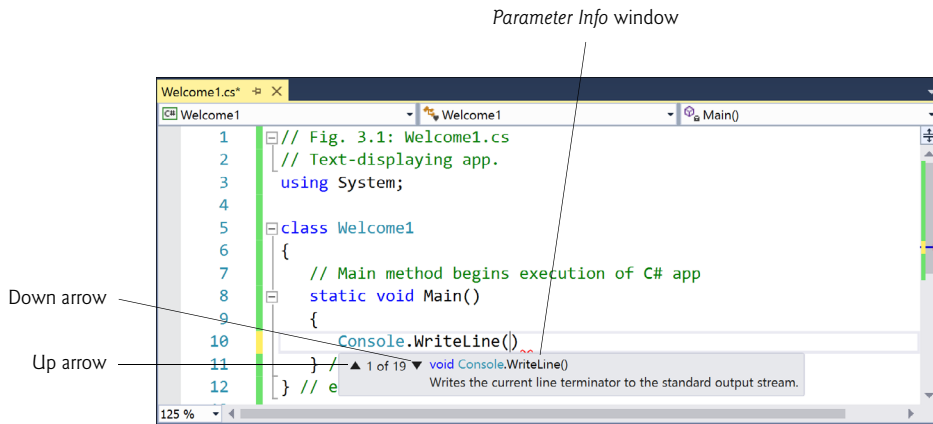 Parameter Info window
Welcome1.cs*
C# Welcome1 Welcome1 Main()
1 // Fig. 3.1: Welcome1.cs
2 // Text-displaying app.
3 using System;
4
5 class Welcome1
6 {
7 // Main method begins execution of C# app
Down arrow
8 static void Main()
9 {
10 Console.WriteLine()
Up arrow
11 } /
▲ 1 of 19 ▼ void Console.WriteLine()
Writes the current line terminator to the standard output stream.
12 } // e
125 %